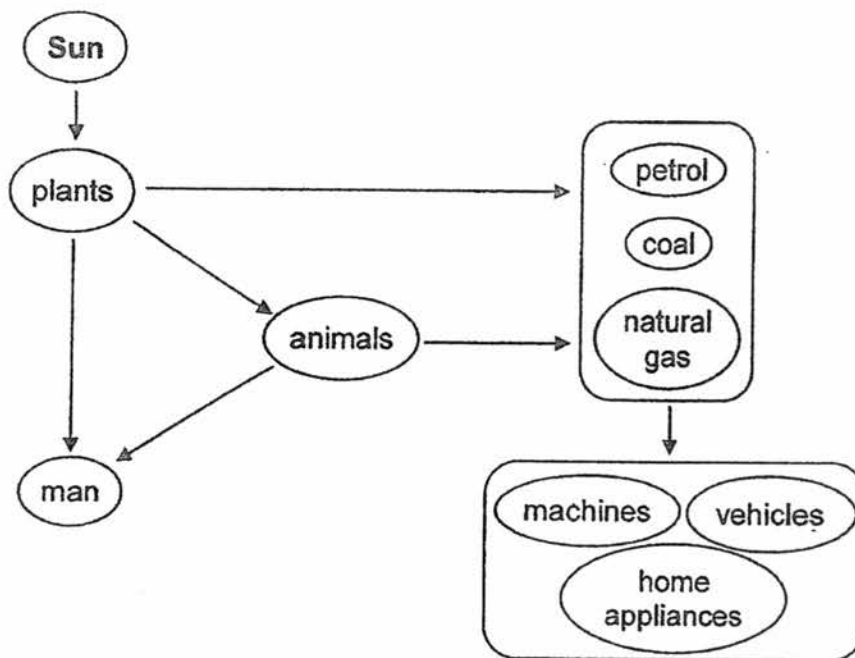 Sun
plants
petrol
coal
natural
gas
animals
man
machines
vehicles
home
appliances